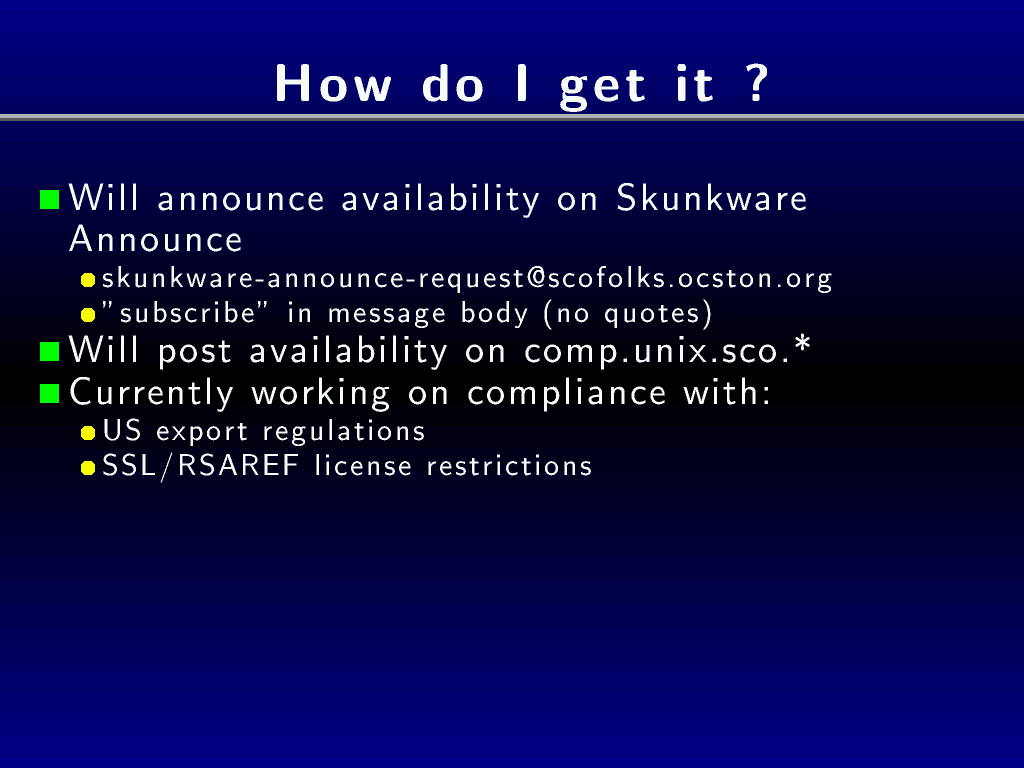 How do I get it ?
Will announce availability on Skunkware
Announce
skunkware-announce-request@scofolks.ocston.org
”subscribe” in message body (no quotes)
Will post availability on comp.unix.sco.*
Currently working on compliance with:
US export regulations
SSL/RSAREF license restrictions